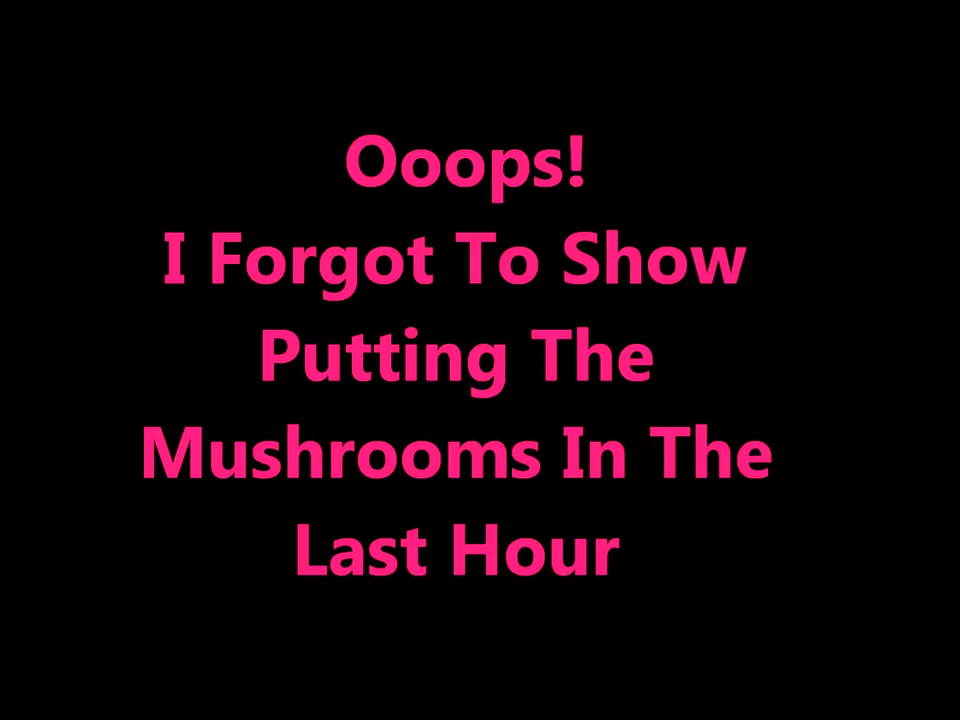 Ooops!
I Forgot To Show
Putting The
Mushrooms In The
Last Hour